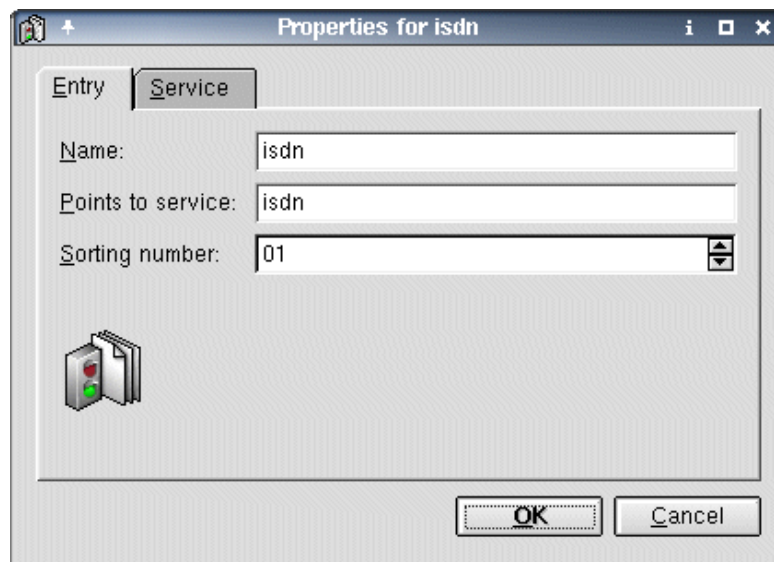 Properties for isdn
Entry Service
Name: isdn
Points to service: isdn
Sorting number: 01
OK Cancel